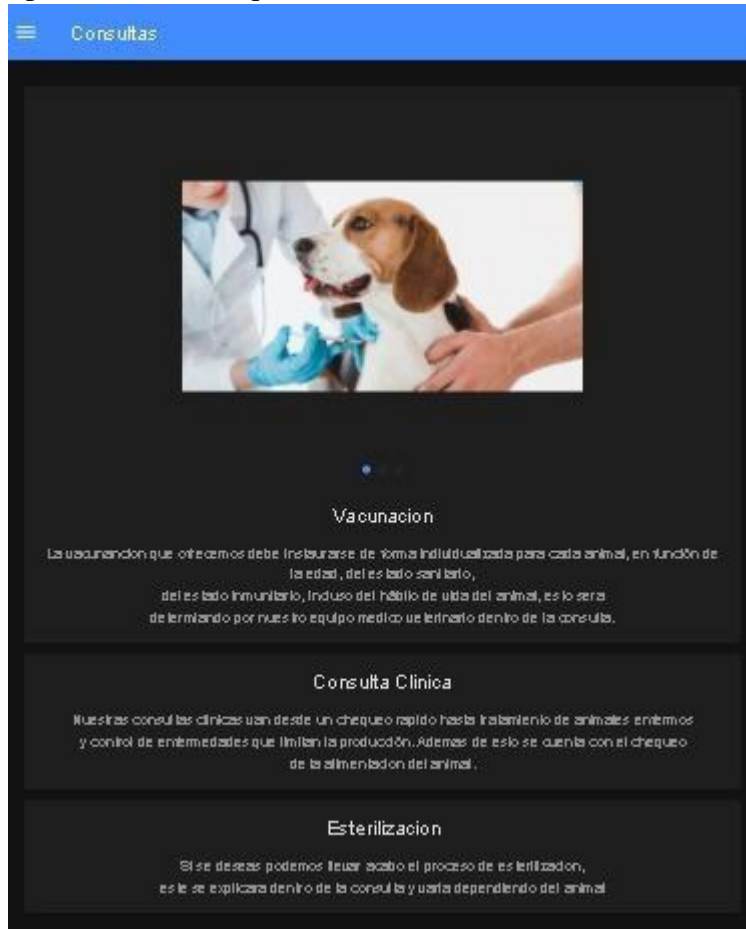 Consultas
Vacunacion
La vacunancion que ofrecemos debe instaurarse de forma individualizada para cada animal, en función de
la edad, del estado sanitario,
del estado inmunitario, incluso del hábito de vida del animal, esto sera
determiando por nuestro equipo medico veterinario dentro de la consulta.
Consulta Clinica
Nuestras consultas clinicas van desde un chequeo rapido hasta tratamiento de animales enfermos
y control de enfermedades que limitan la producción. Ademas de esto se cuenta con el chequeo
de la alimentacion del animal.
Esterilizacion
Si se deseas podemos llevar acabo el proceso de esterilizacion,
este se explicara dentro de la consulta y varia dependiendo del animal